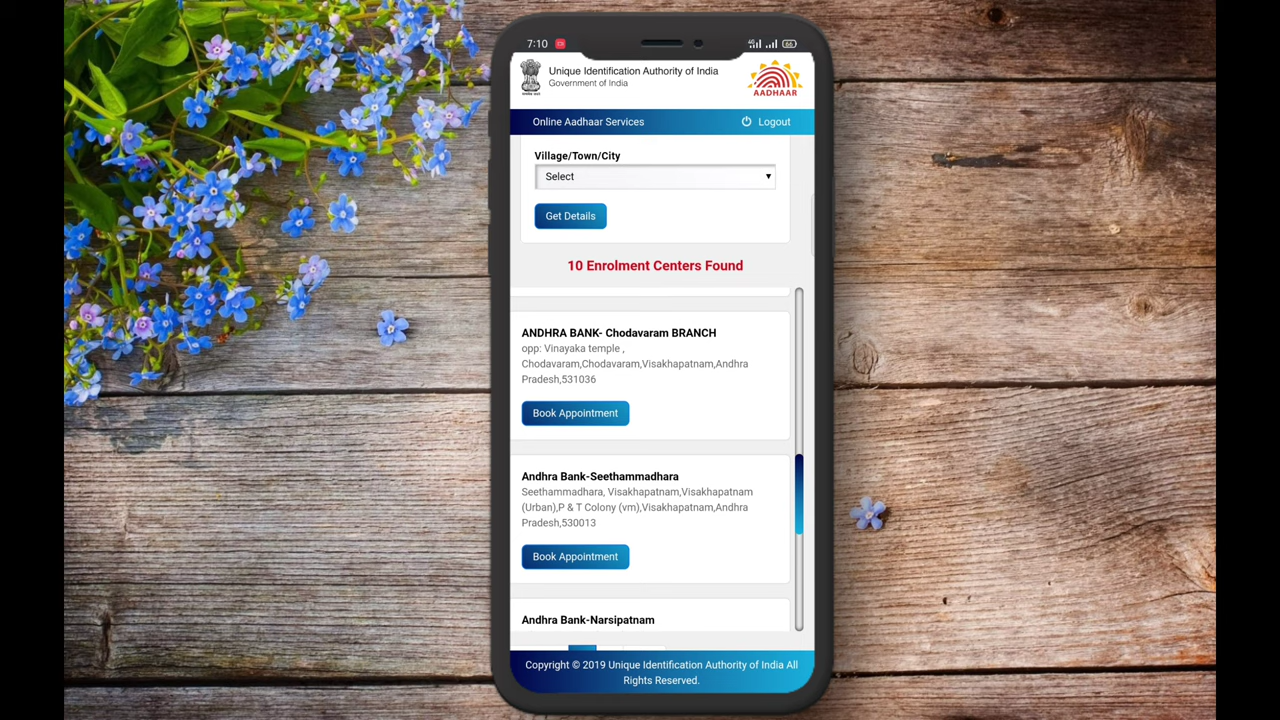 7:10
66
Unique Identification Authority of India
Government of India
AADHAAR
Online Aadhaar Services
Logout
Village/Town/City
Select
Get Details
10 Enrolment Centers Found
ANDHRA BANK- Chodavaram BRANCH
opp: Vinayaka temple ,
Chodavaram,Chodavaram,Visakhapatnam,Andhra
Pradesh,531036
Book Appointment
Andhra Bank-Seethammadhara
Seethammadhara, Visakhapatnam,Visakhapatnam
(Urban),P & T Colony (vm),Visakhapatnam,Andhra
Pradesh,530013
Book Appointment
Andhra Bank-Narsipatnam
Copyright © 2019 Unique Identification Authority of India All
Rights Reserved.